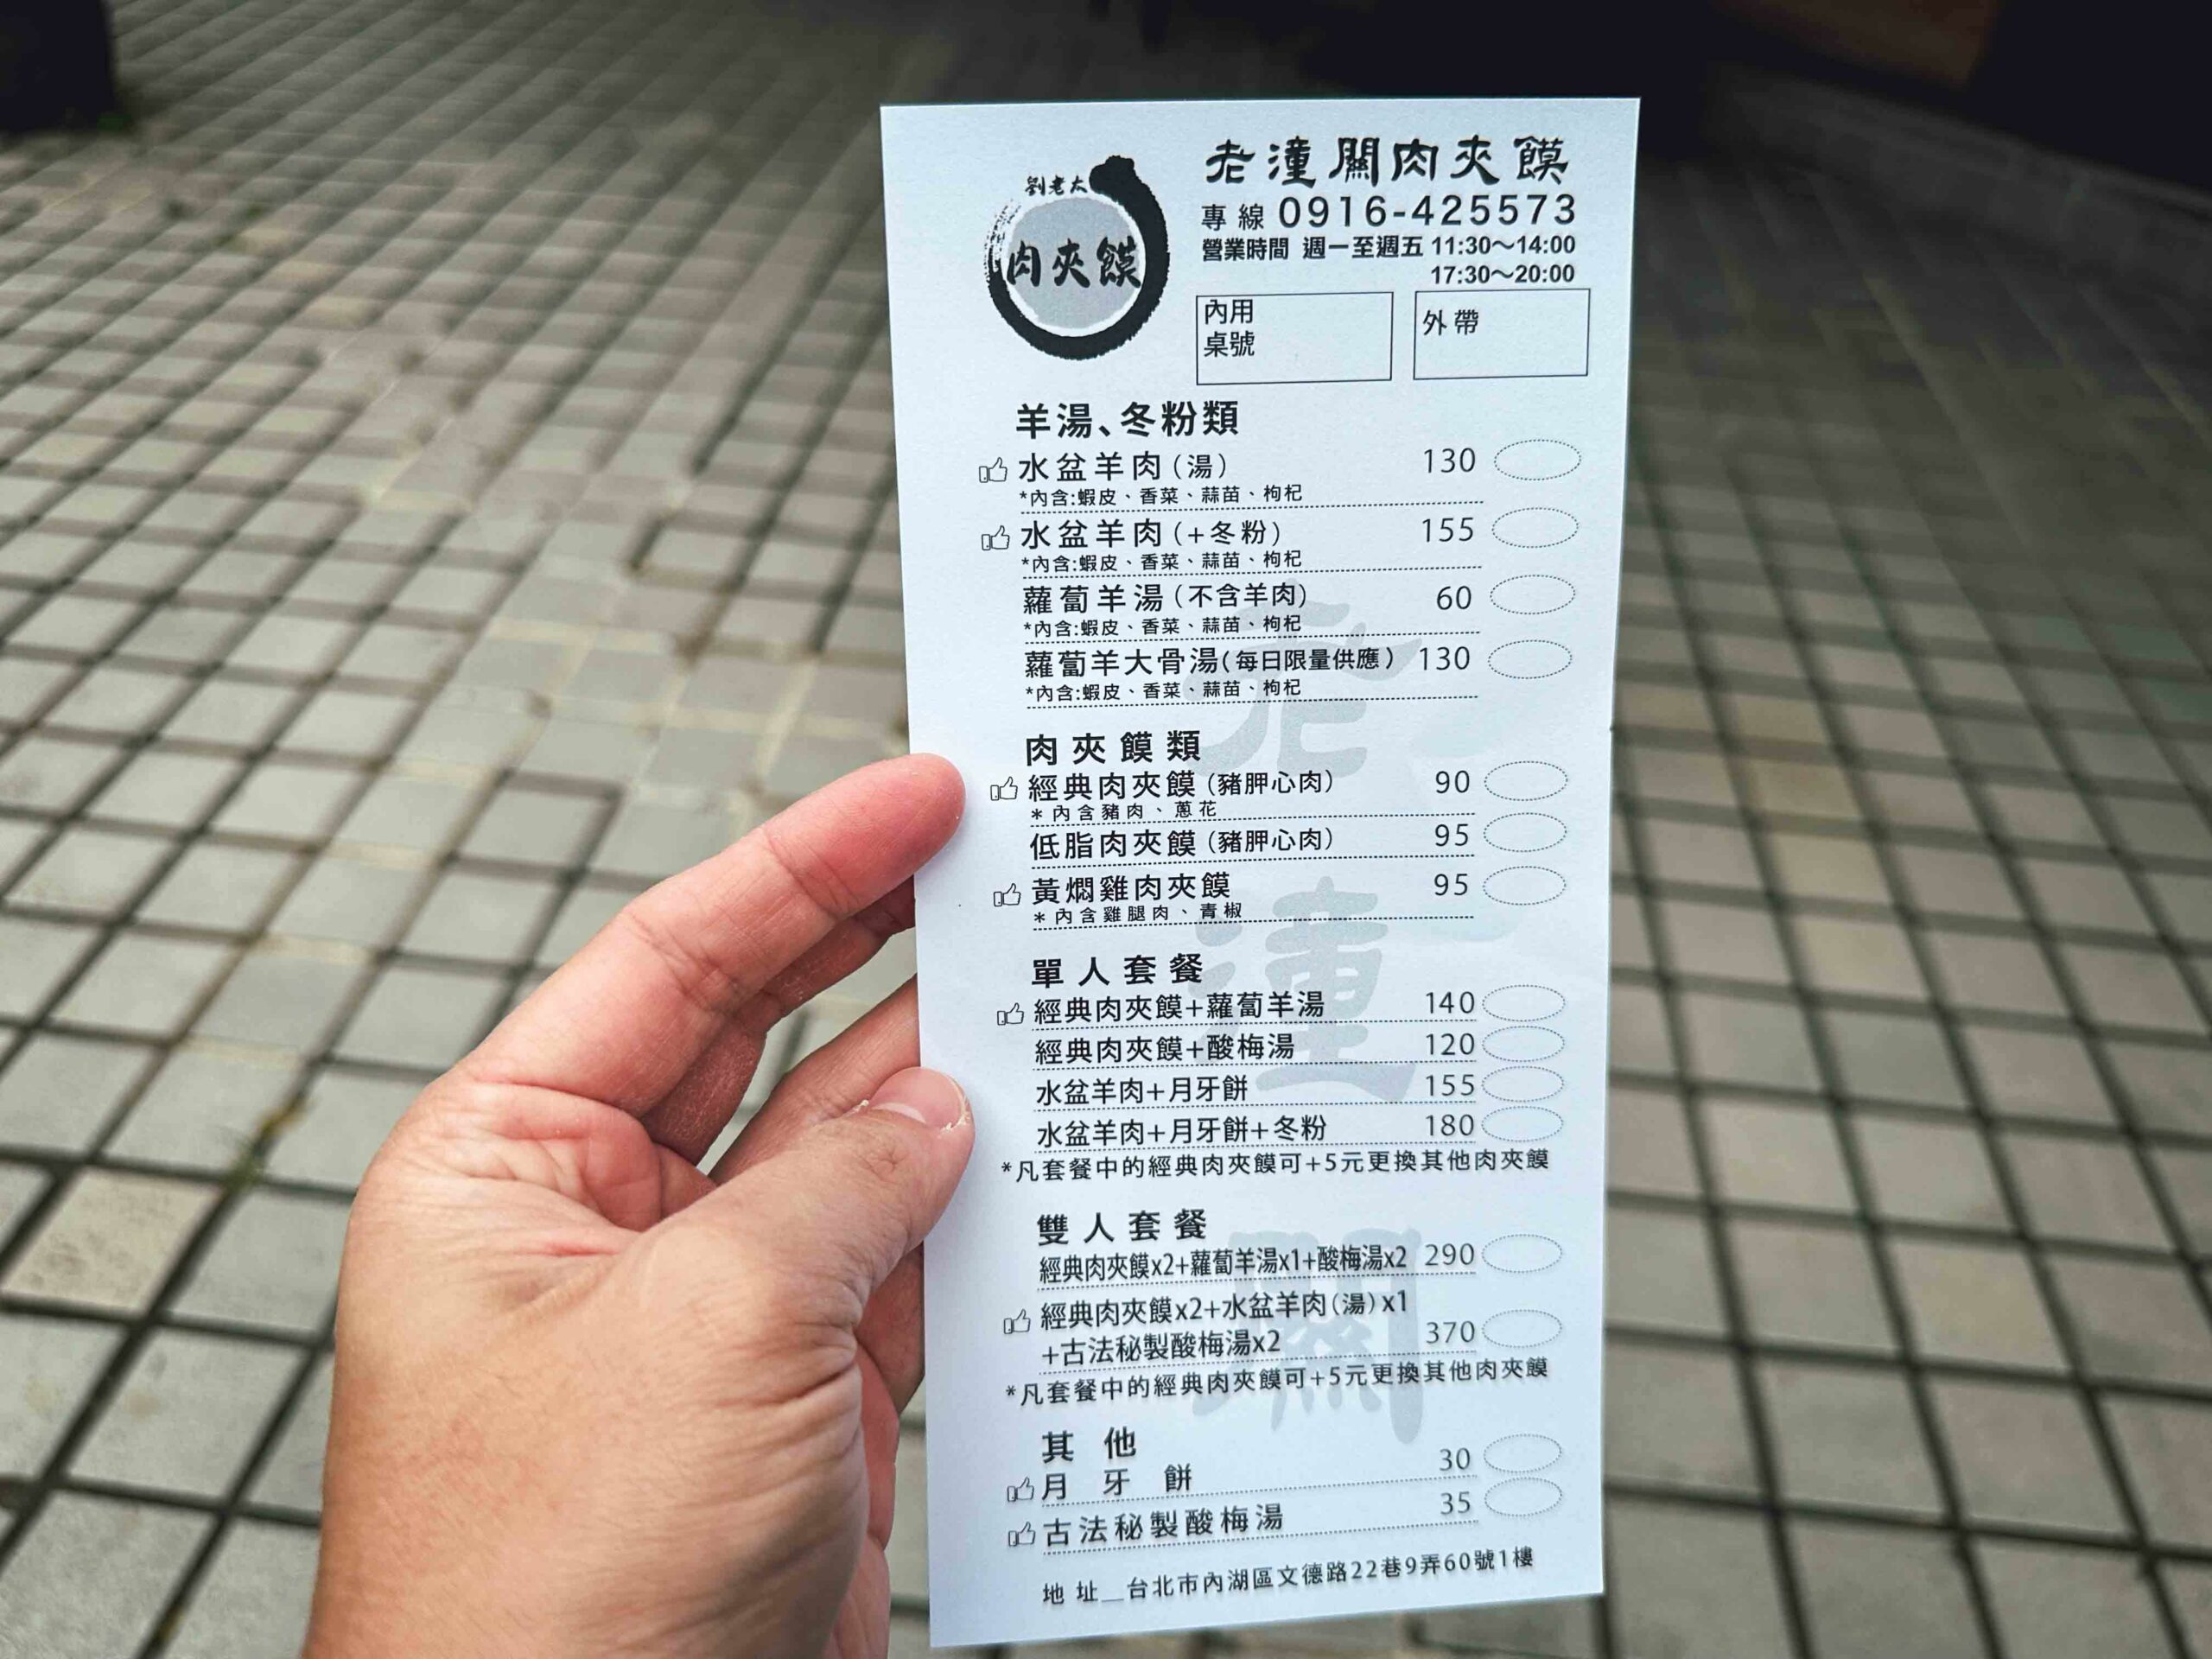 劉老大
肉夾饃
老潼關肉夾饃
專線 0916-425573
營業時間 週一至週五 11:30～14:00
17:30～20:00
內用
桌號
外帶
羊湯、冬粉類
水盆羊肉(湯) 130
*內含:蝦皮、香菜、蒜苗、枸杞
水盆羊肉(+冬粉) 155
*內含:蝦皮、香菜、蒜苗、枸杞
蘿蔔羊湯(不含羊肉) 60
*內含:蝦皮、香菜、蒜苗、枸杞
蘿蔔羊大骨湯(每日限量供應) 130
*內含:蝦皮、香菜、蒜苗、枸杞
肉夾饃類
經典肉夾饃(豬胛心肉) 90
*內含豬肉、蔥花
低脂肉夾饃(豬胛心肉) 95
黃燜雞肉夾饃 95
*內含雞腿肉、青椒
單人套餐
經典肉夾饃+蘿蔔羊湯 140
經典肉夾饃+酸梅湯 120
水盆羊肉+月牙餅 155
水盆羊肉+月牙餅+冬粉 180
*凡套餐中的經典肉夾饃可+5元更換其他肉夾饃
雙人套餐
經典肉夾饃x2+蘿蔔羊湯x1+酸梅湯x2 290
經典肉夾饃x2+水盆羊肉(湯)x1
+古法秘製酸梅湯x2 370
*凡套餐中的經典肉夾饃可+5元更換其他肉夾饃
其他
月牙餅 30
古法秘製酸梅湯 35
地址＿台北市內湖區文德路22巷9弄60號1樓
老潼關